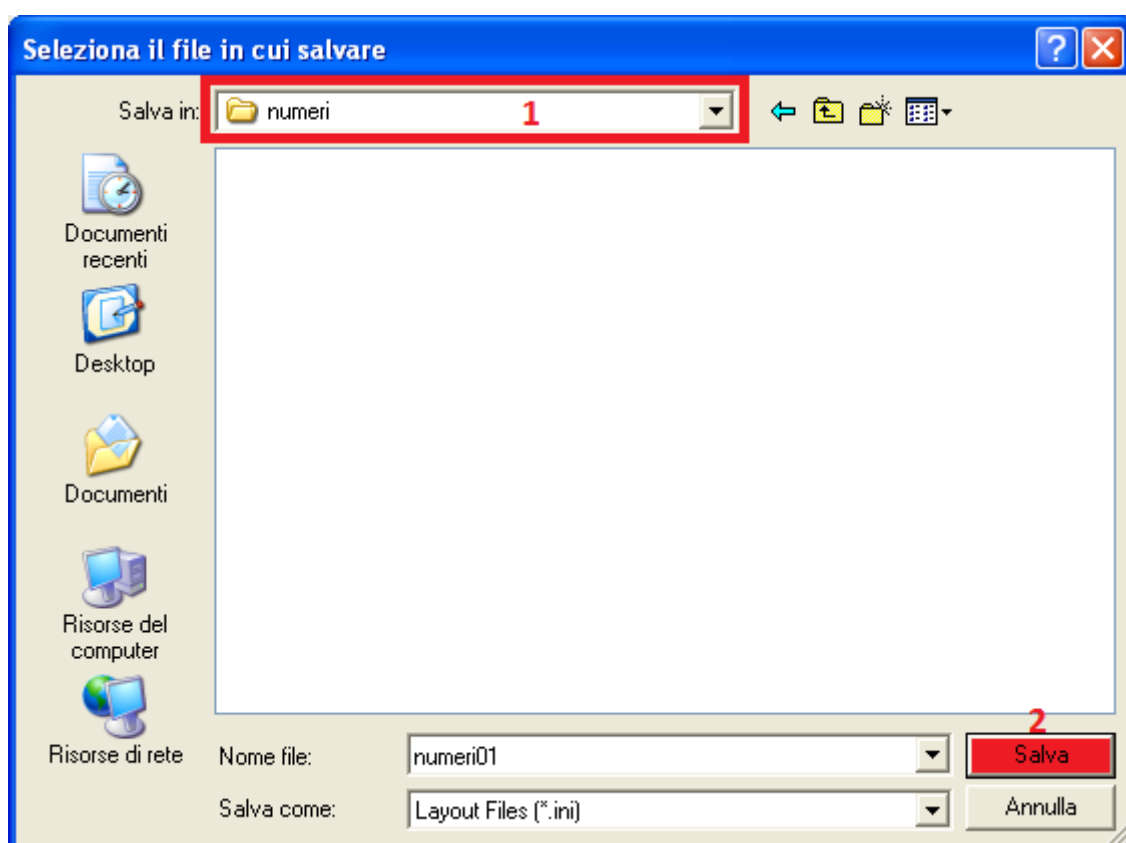 Seleziona il file in cui salvare
Salva in: numeri 1
Documenti
recenti
Desktop
Documenti
Risorse del
computer
Risorse di rete
2
Nome file: numeri01 Salva
Salva come: Layout Files (*.ini) Annulla